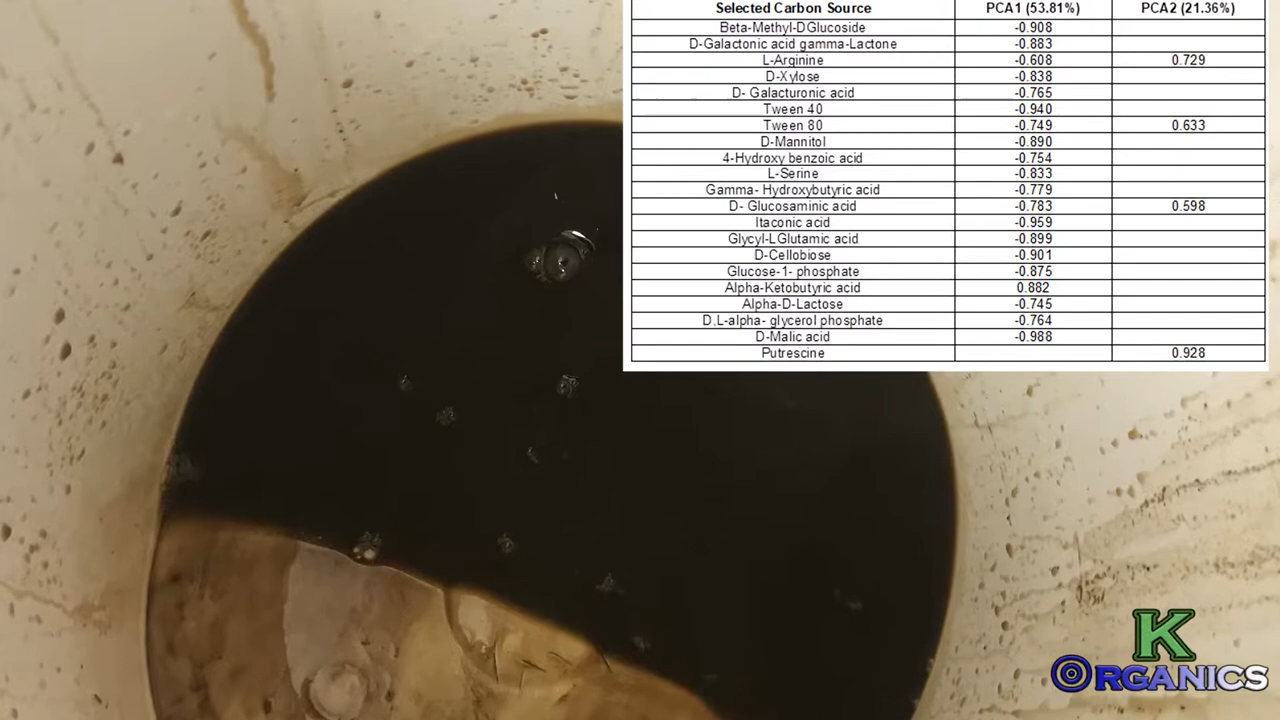 Selected Carbon Source PCA1 (53.81%) PCA2 (21.36%)
Beta-Methyl-DGlucoside -0.908
D-Galactonic acid gamma-Lactone -0.883
L-Arginine -0.608 0.729
D-Xylose -0.838
D- Galacturonic acid -0.765
Tween 40 -0.940
Tween 80 -0.749 0.633
D-Mannitol -0.890
4-Hydroxy benzoic acid -0.754
L-Serine -0.833
Gamma- Hydroxybutyric acid -0.779
D- Glucosaminic acid -0.783 0.598
Itaconic acid -0.959
Glycyl-LGlutamic acid -0.899
D-Cellobiose -0.901
Glucose-1- phosphate -0.875
Alpha-Ketobutyric acid 0.882
Alpha-D-Lactose -0.745
D,L-alpha- glycerol phosphate -0.764
D-Malic acid -0.988
Putrescine 0.928
K
ORGANICS